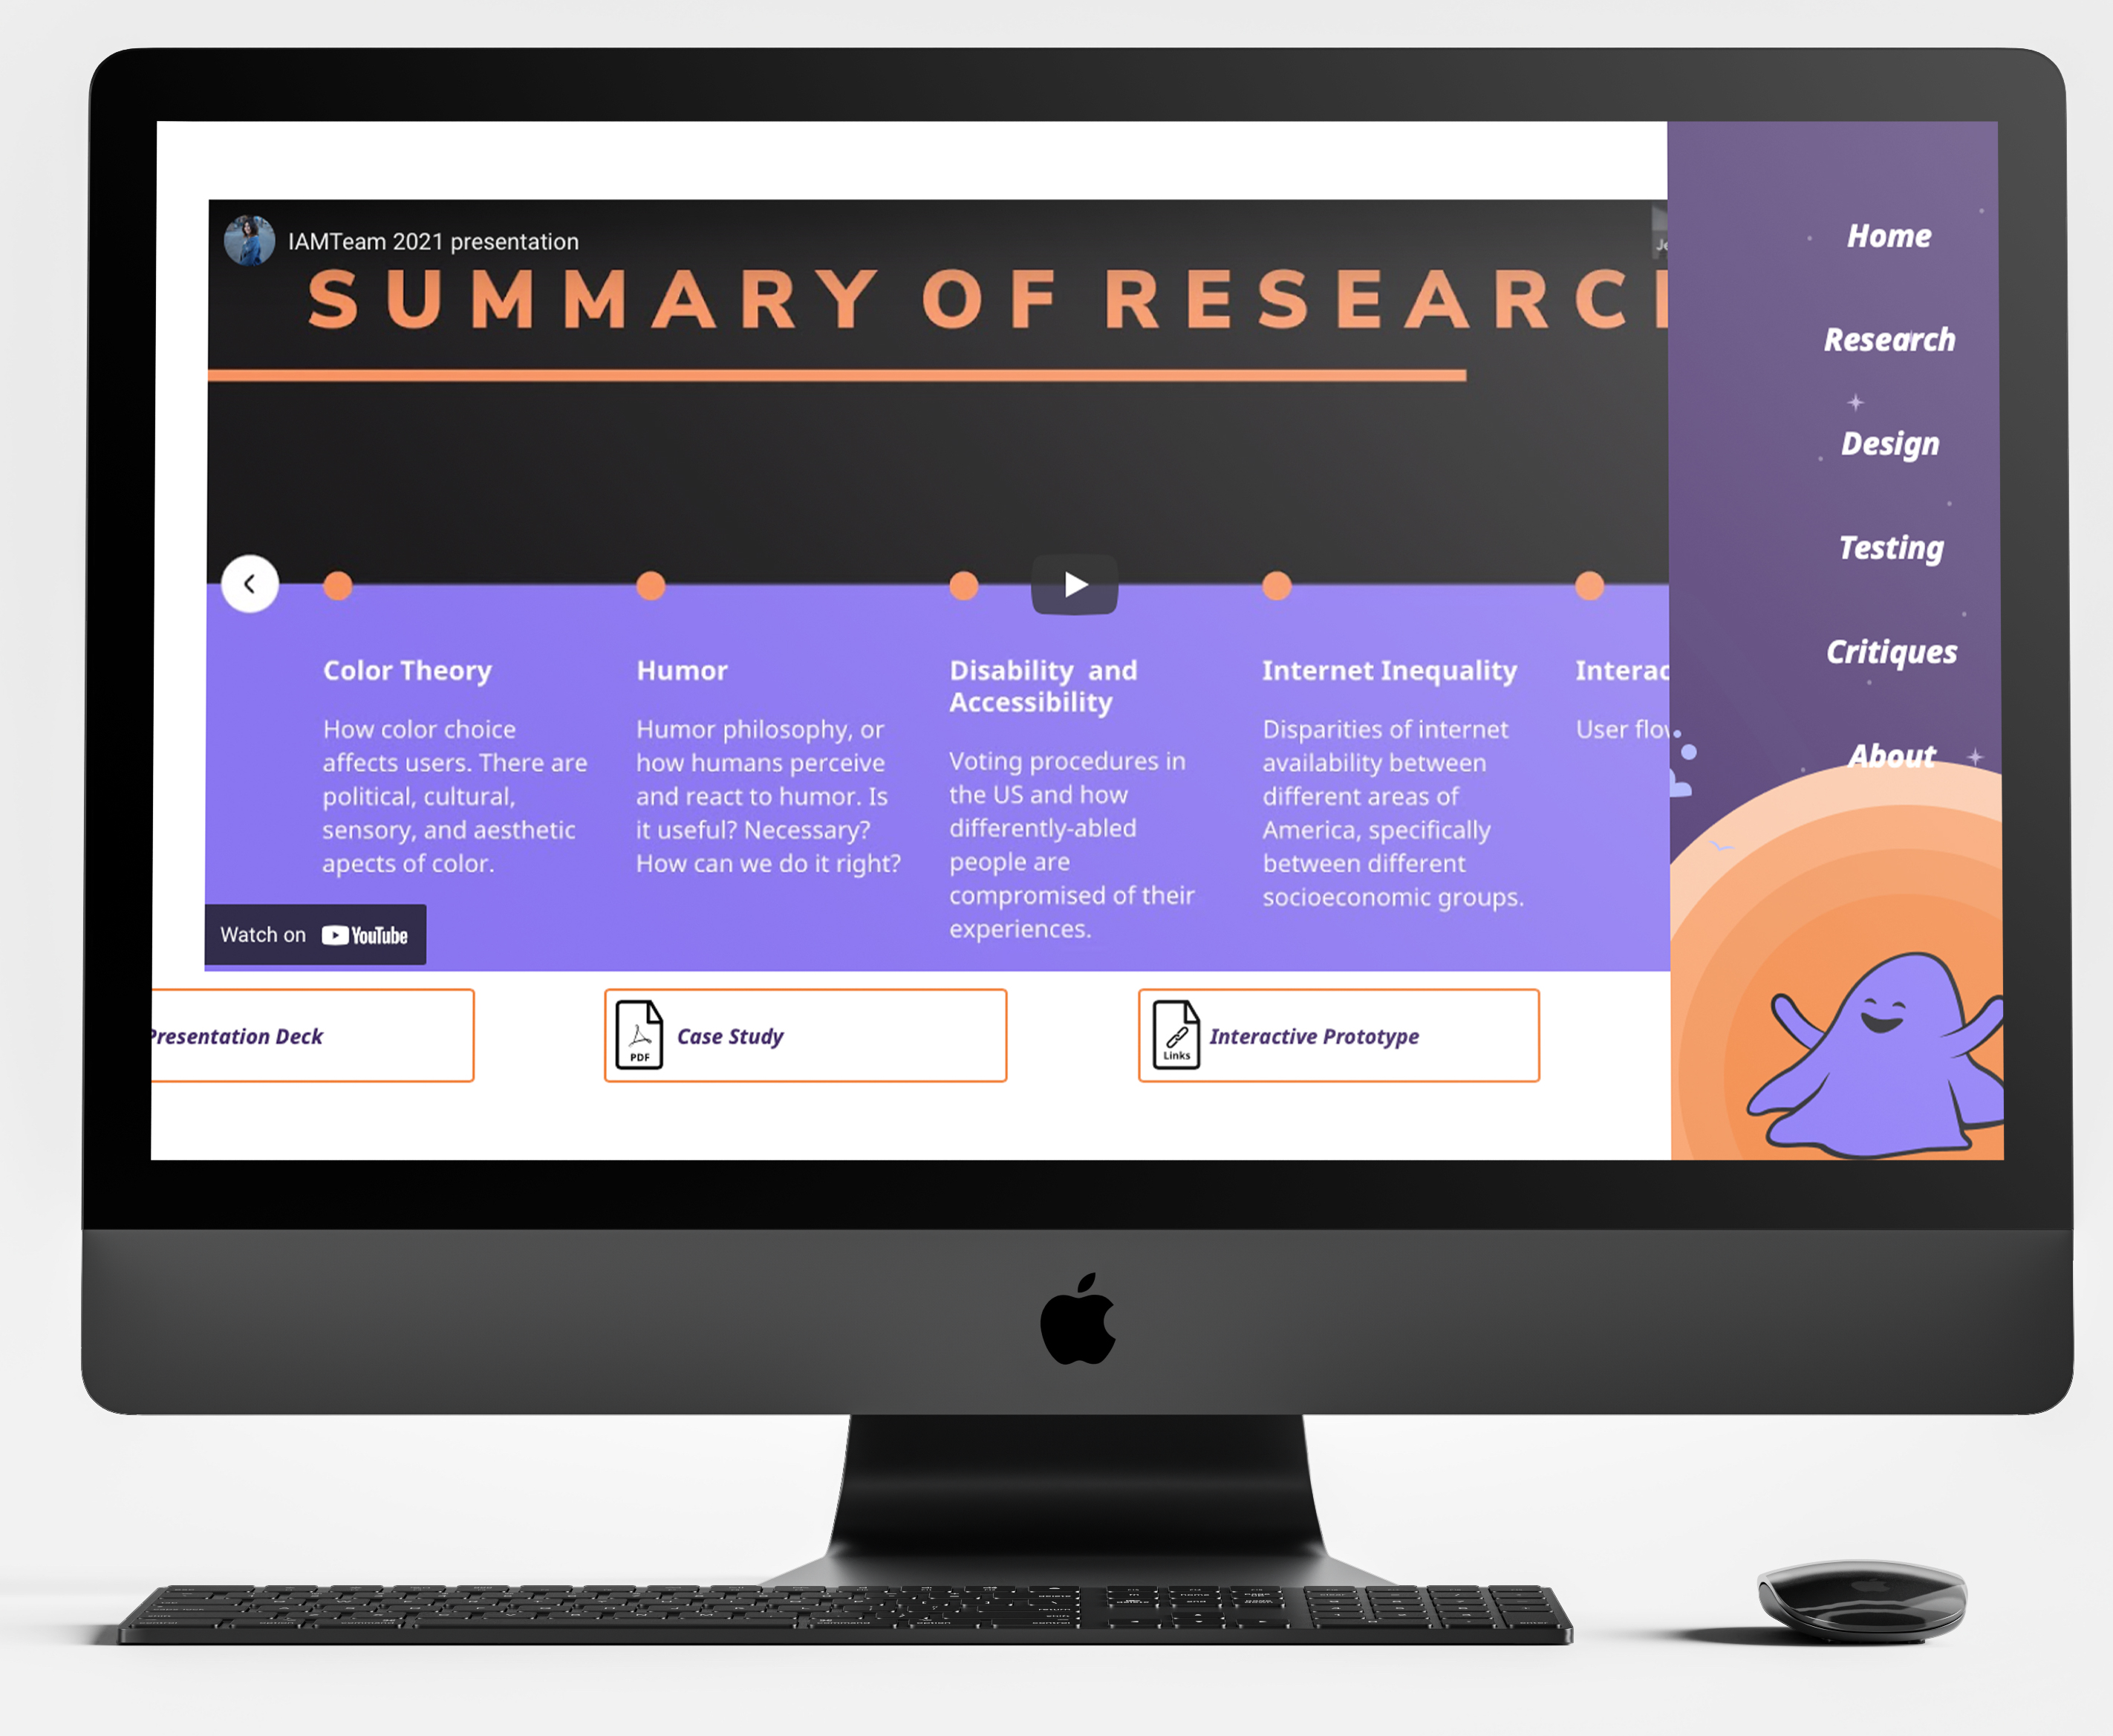 IAMTeam 2021 presentation
Je
SUMMARY OF RESEARC
Color Theory
How color choice
affects users. There are
political, cultural,
sensory, and aesthetic
apects of color.
Humor
Humor philosophy, or
how humans perceive
and react to humor. Is
it useful? Necessary?
How can we do it right?
Disability and
Accessibility
Voting procedures in
the US and how
differently-abled
people are
compromised of their
experiences.
Internet Inequality
Disparities of internet
availability between
different areas of
America, specifically
between different
socioeconomic groups.
Interac
User flo
Watch on YouTube
Presentation Deck
PDF
Case Study
Links
Interactive Prototype
Home
Research
Design
Testing
Critiques
About